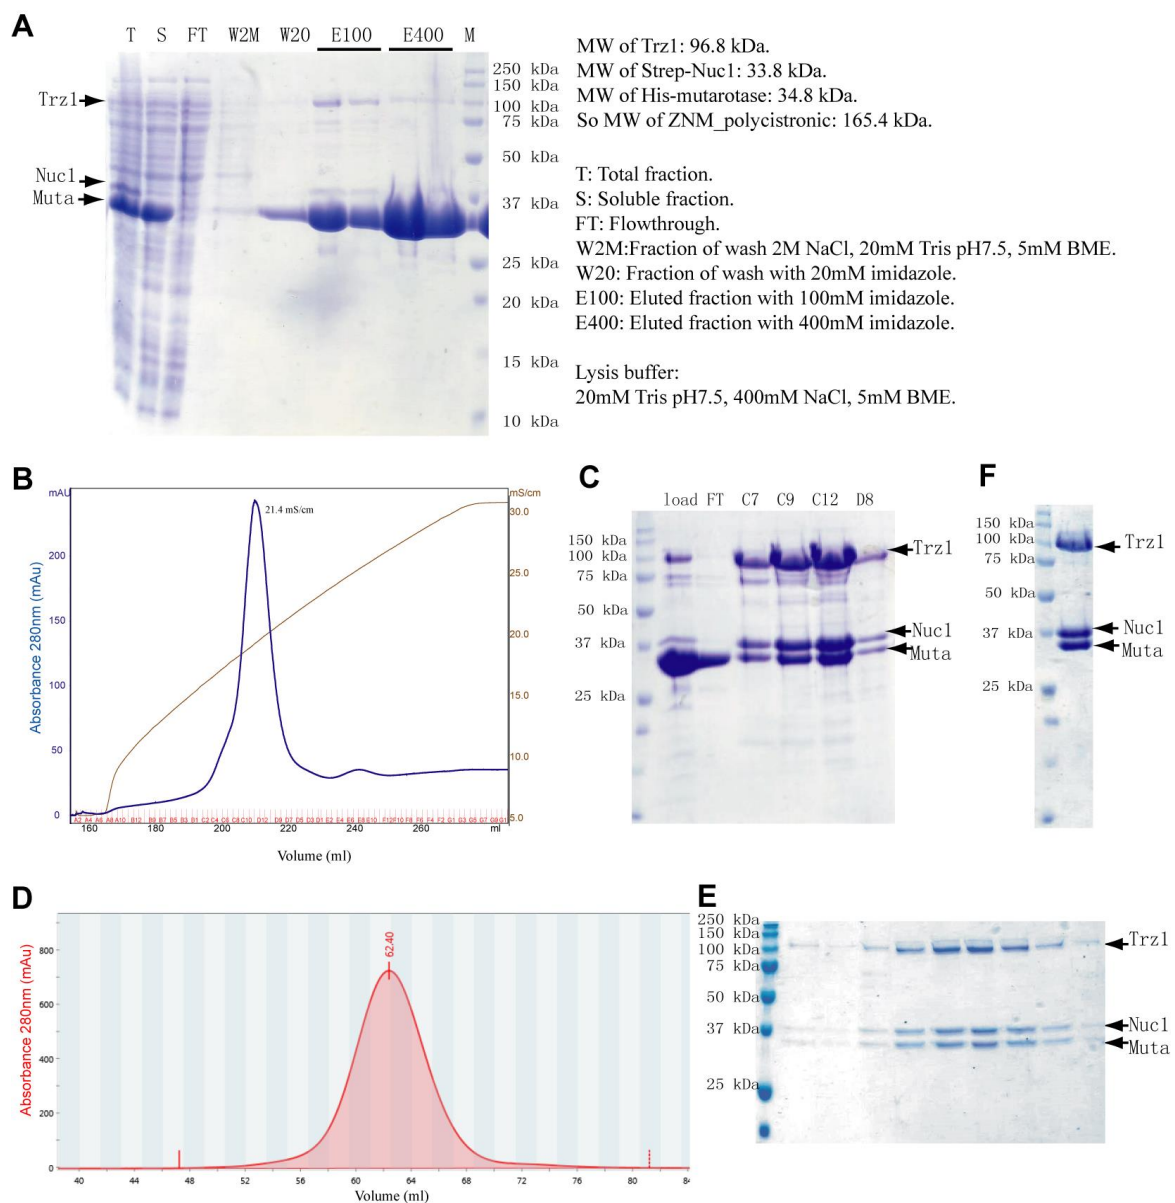 A
T S FT W2M W20 E100 E400 M
MW of Trz1: 96.8 kDa.
MW of Strep-Nuc1: 33.8 kDa.
MW of His-mutarotase: 34.8 kDa.
So MW of ZNM_polycistronic: 165.4 kDa.
T: Total fraction.
S: Soluble fraction.
FT: Flowthrough.
W2M:Fraction of wash 2M NaCl, 20mM Tris pH7.5, 5mM BME.
W20: Fraction of wash with 20mM imidazole.
E100: Eluted fraction with 100mM imidazole.
E400: Eluted fraction with 400mM imidazole.
Lysis buffer:
20mM Tris pH7.5, 400mM NaCl, 5mM BME.
Trz1
Nuc1
Muta
250 kDa
150 kDa
100 kDa
75 kDa
50 kDa
37 kDa
25 kDa
20 kDa
15 kDa
10 kDa
B
mAU
mS/cm
21.4 mS/cm
200
150
100
50
0
30.0
25.0
20.0
15.0
10.0
5.0
Absorbance 280nm (mAu)
160 180 200 220 240 260 ml
Volume (ml)
C
load FT C7 C9 C12 D8
150 kDa
100 kDa
75 kDa
50 kDa
37 kDa
25 kDa
Trz1
Nuc1
Muta
F
150 kDa
100 kDa
75 kDa
50 kDa
37 kDa
25 kDa
Trz1
Nuc1
Muta
D
Absorbance 280nm (mAu)
800
600
400
200
0
62.40
40 44 48 52 56 60 64 68 72 76 80
Volume (ml)
E
250 kDa
150 kDa
100 kDa
75 kDa
50 kDa
37 kDa
25 kDa
Trz1
Nuc1
Muta